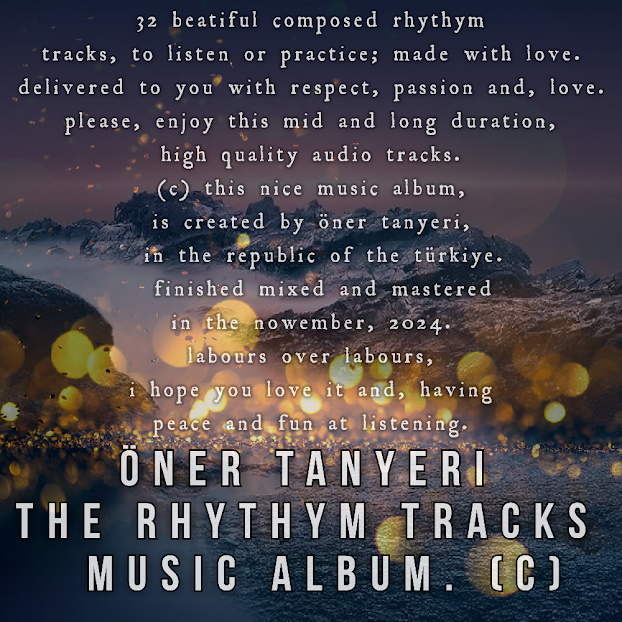 32 beatiful composed rhythym
tracks, to listen or practice; made with love.
delivered to you with respect, passion and, love.
please, enjoy this mid and long duration,
high quality audio tracks.
(c) this nice music album,
is created by öner tanyeri,
in the republic of the türkiye.
finished mixed and mastered
in the nowember, 2024.
labours over labours,
i hope you love it and, having
peace and fun at listening.
ÖNER TANYERI
THE RHYTHYM TRACKS
MUSIC ALBUM. (C)